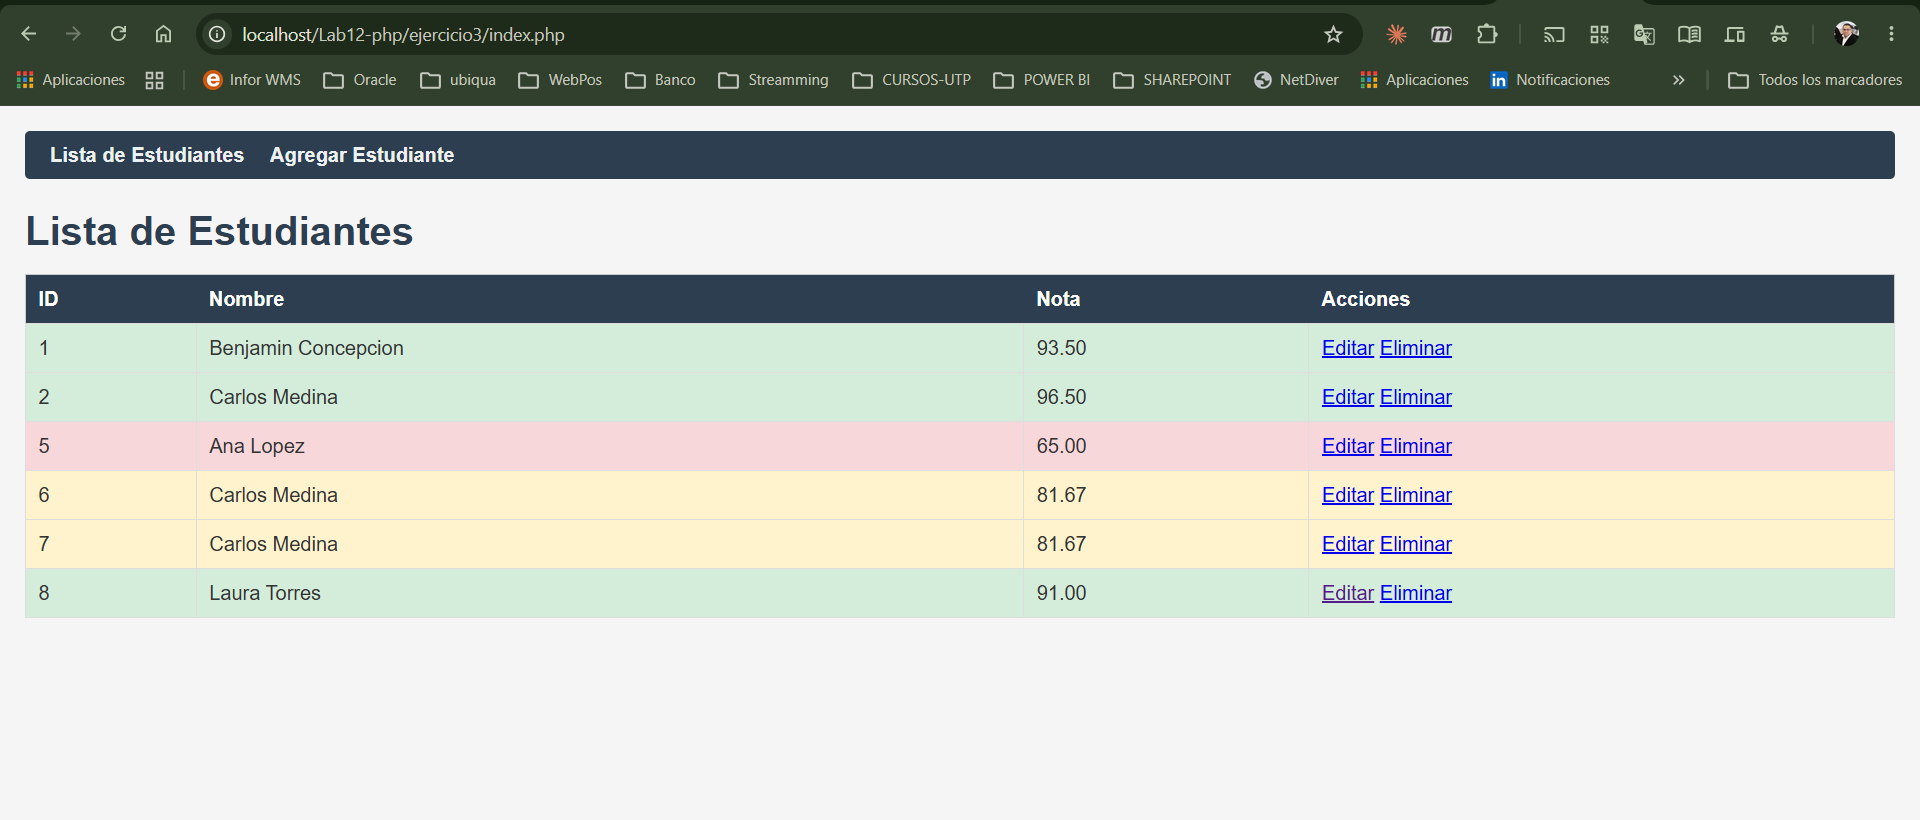 localhost/Lab12-php/ejercicio3/index.php
Aplicaciones Infor WMS Oracle ubiqua WebPos Banco Streamming CURSOS-UTP POWER BI SHAREPOINT NetDiver Aplicaciones Notificaciones » Todos los marcadores
Lista de Estudiantes Agregar Estudiante
Lista de Estudiantes
ID Nombre Nota Acciones
1 Benjamin Concepcion 93.50 Editar Eliminar
2 Carlos Medina 96.50 Editar Eliminar
5 Ana Lopez 65.00 Editar Eliminar
6 Carlos Medina 81.67 Editar Eliminar
7 Carlos Medina 81.67 Editar Eliminar
8 Laura Torres 91.00 Editar Eliminar